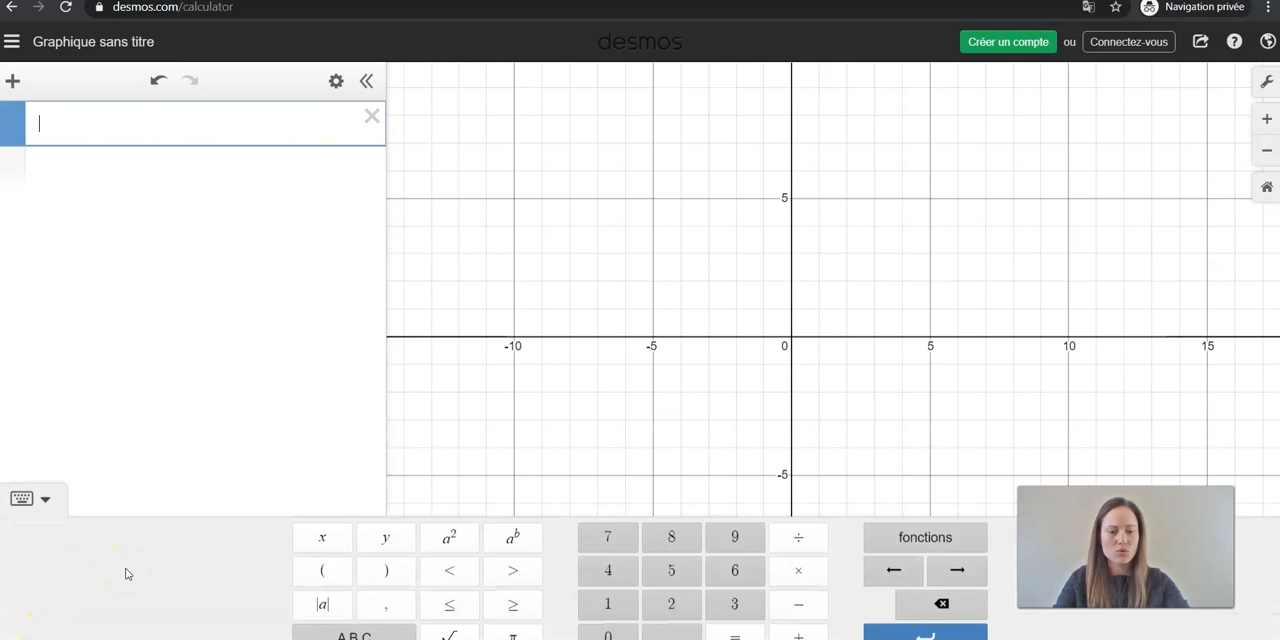 desmos.com/calculator
Navigation privée
Graphique sans titre
desmos
Créer un compte
ou
Connectez-vous
5
-10 -5 0 5 10 15
-5
x y a² aᵇ 7 8 9 ÷ fonctions
( ) < > 4 5 6 × ← →
|a| , ≤ ≥ 1 2 3 −
A B C √ π 0 = +